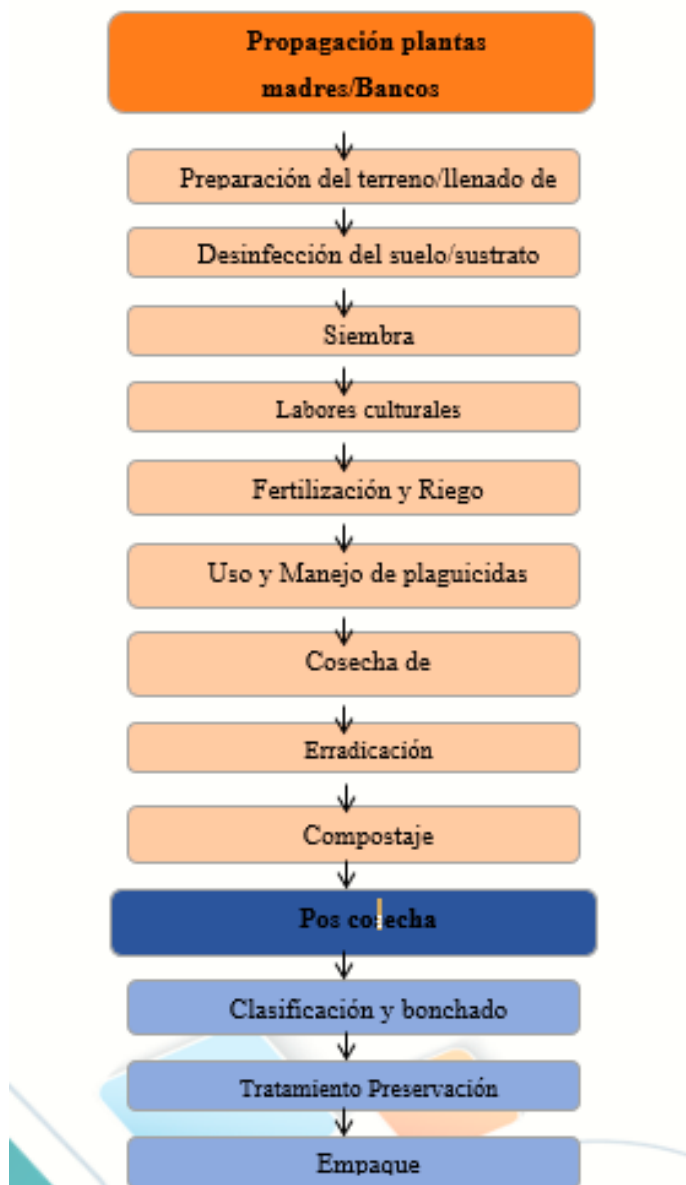 Propagación plantas
madres/Bancos
Preparación del terreno/llenado de
Desinfección del suelo/sustrato
Siembra
Labores culturales
Fertilización y Riego
Uso y Manejo de plaguicidas
Cosecha de
Erradicación
Compostaje
Pos cosecha
Clasificación y bonchado
Tratamiento Preservación
Empaque